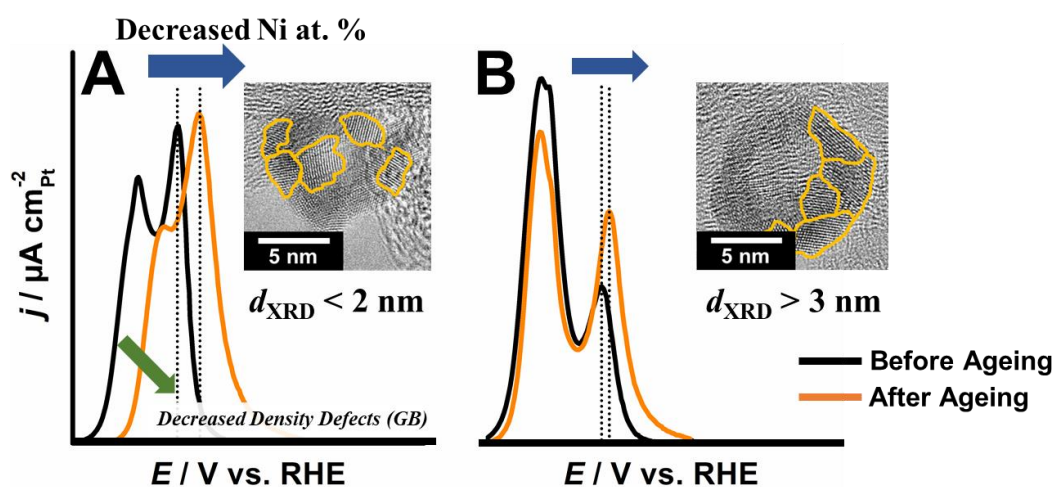 Decreased Ni at. %
A
B
j / µA cm⁻²Pt
5 nm
dXRD < 2 nm
5 nm
dXRD > 3 nm
Before Ageing
After Ageing
Decreased Density Defects (GB)
E / V vs. RHE
E / V vs. RHE